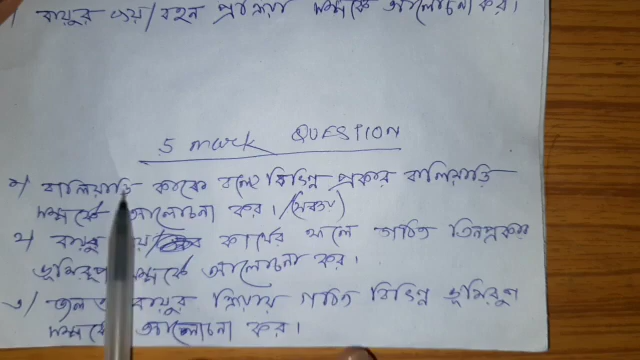 বায়ুর ক্ষয়/বহন প্রক্রিয়া সম্পর্কে আলোচনা কর।
5 mark QUESTION
১) বালিয়াড়ি কাকে বলে? বিভিন্ন প্রকার বালিয়াড়ি
সম্পর্কে আলোচনা কর। /(সঞ্চয়)
২) বায়ুর ক্ষয় কার্যের ফলে গঠিত তিনপ্রকার
ভূমিরূপ সম্পর্কে আলোচনা কর।
৩) জল ও বায়ুর ক্রিয়ায় গঠিত বিভিন্ন ভূমিরূপ
সম্পর্কে আলোচনা কর।